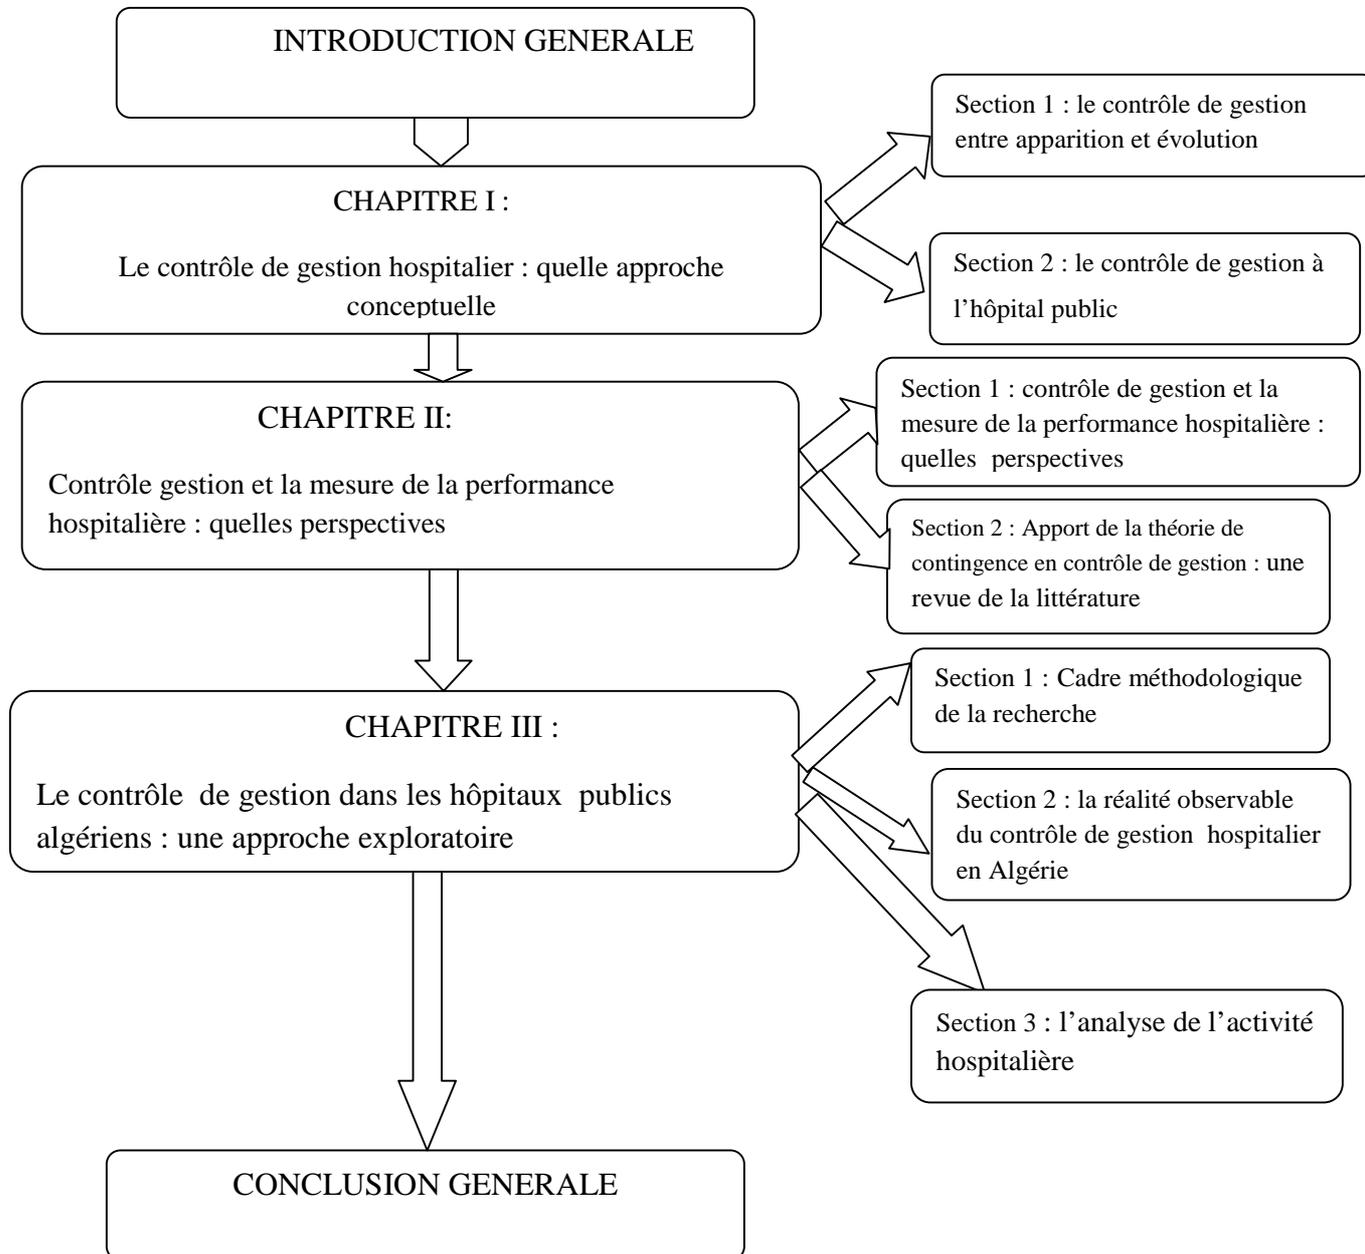 INTRODUCTION GENERALE
CHAPITRE I :
Le contrôle de gestion hospitalier : quelle approche
conceptuelle
Section 1 : le contrôle de gestion
entre apparition et évolution
Section 2 : le contrôle de gestion à
l’hôpital public
CHAPITRE II:
Contrôle gestion et la mesure de la performance
hospitalière : quelles perspectives
Section 1 : contrôle de gestion et la
mesure de la performance hospitalière :
quelles perspectives
Section 2 : Apport de la théorie de
contingence en contrôle de gestion : une
revue de la littérature
CHAPITRE III :
Le contrôle de gestion dans les hôpitaux publics
algériens : une approche exploratoire
Section 1 : Cadre méthodologique
de la recherche
Section 2 : la réalité observable
du contrôle de gestion hospitalier
en Algérie
Section 3 : l’analyse de l’activité
hospitalière
CONCLUSION GENERALE